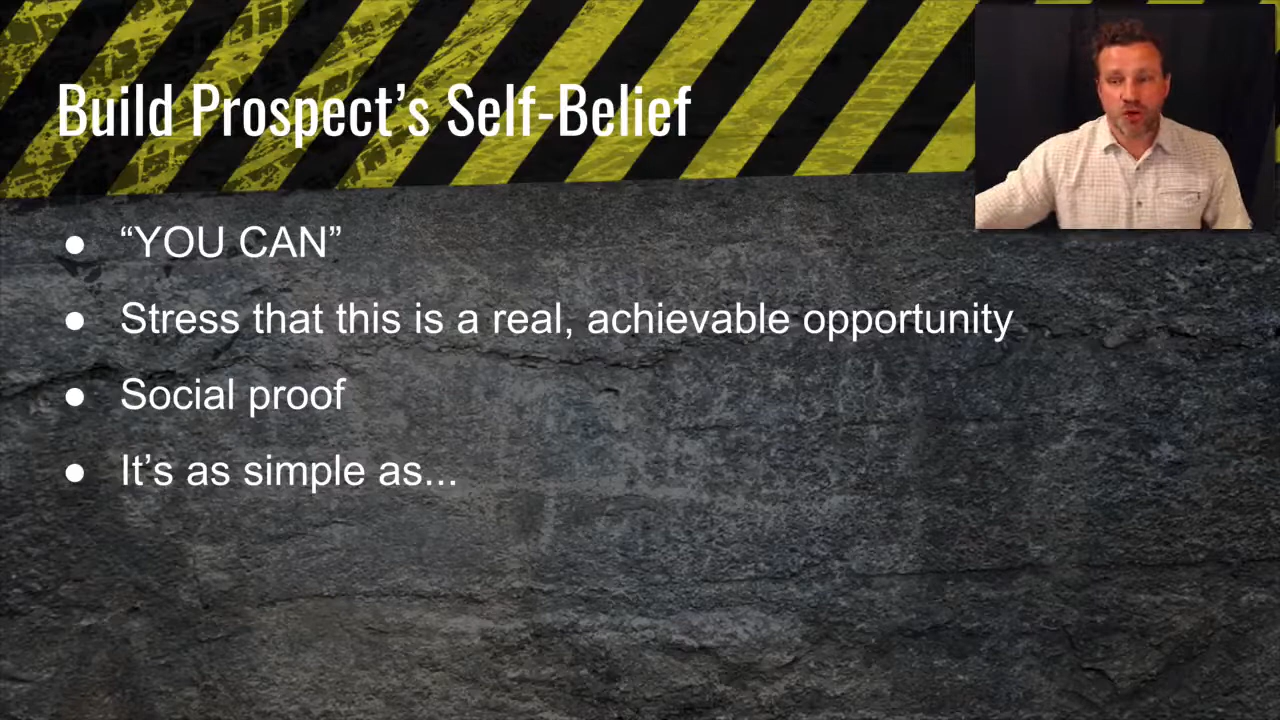 Build Prospect’s Self-Belief
● “YOU CAN”
● Stress that this is a real, achievable opportunity
● Social proof
● It’s as simple as...